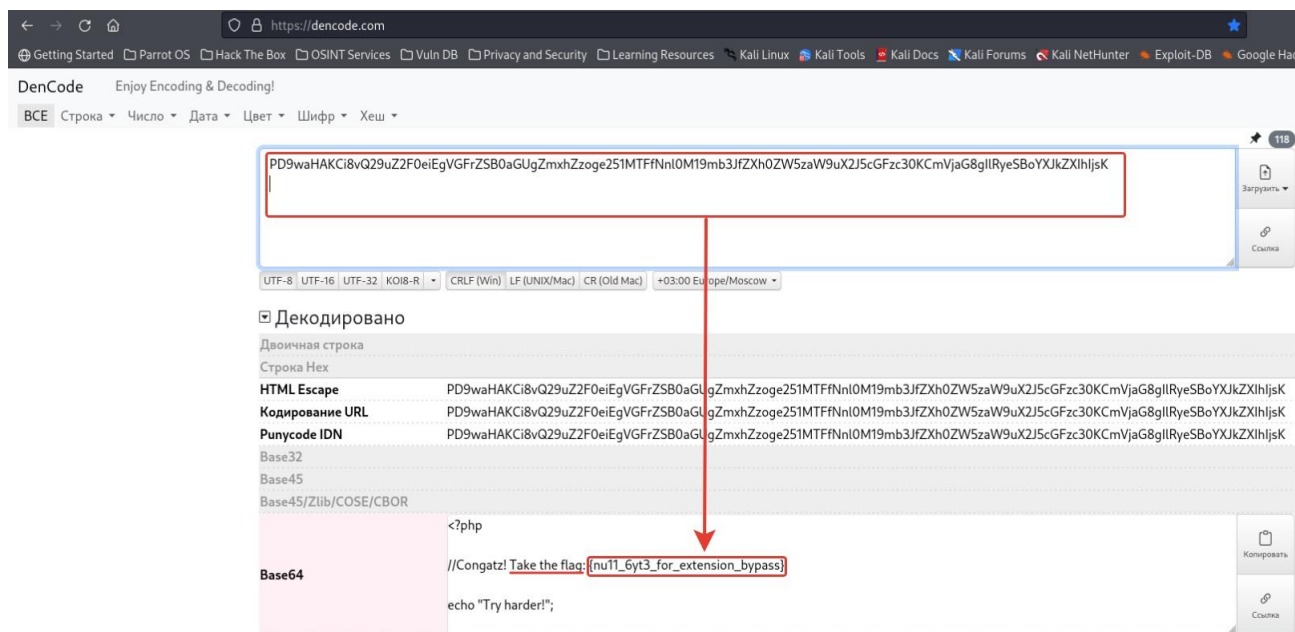 https://dencode.com
Getting Started Parrot OS Hack The Box OSINT Services Vuln DB Privacy and Security Learning Resources Kali Linux Kali Tools Kali Docs Kali Forums Kali NetHunter Exploit-DB Google Hac
DenCode Enjoy Encoding & Decoding!
ВСЕ Строка Число Дата Цвет Шифр Хеш
118
PD9waHAKCi8vQ29uZ2F0eiEgVGFrZSB0aGUgZmxhZzoge251MTFfNnl0M19mb3JfZXh0ZW5zaW9uX2J5cGFzc30KCmVjaG8gIlRyeSBoYXJkZXIhIjsK
Загрузить
Ссылка
UTF-8 UTF-16 UTF-32 KOI8-R CRLF (Win) LF (UNIX/Mac) CR (Old Mac) +03:00 Europe/Moscow
Декодировано
Двоичная строка
Строка Hex
HTML Escape PD9waHAKCi8vQ29uZ2F0eiEgVGFrZSB0aGUgZmxhZzoge251MTFfNnl0M19mb3JfZXh0ZW5zaW9uX2J5cGFzc30KCmVjaG8gIlRyeSBoYXJkZXIhIjsK
Кодирование URL PD9waHAKCi8vQ29uZ2F0eiEgVGFrZSB0aGUgZmxhZzoge251MTFfNnl0M19mb3JfZXh0ZW5zaW9uX2J5cGFzc30KCmVjaG8gIlRyeSBoYXJkZXIhIjsK
Punycode IDN PD9waHAKCi8vQ29uZ2F0eiEgVGFrZSB0aGUgZmxhZzoge251MTFfNnl0M19mb3JfZXh0ZW5zaW9uX2J5cGFzc30KCmVjaG8gIlRyeSBoYXJkZXIhIjsK
Base32
Base45
Base45/Zlib/COSE/CBOR
<?php
Копировать
//Congatz! Take the flag: {nu11_6yt3_for_extension_bypass}
Base64
echo "Try harder!";
Ссылка